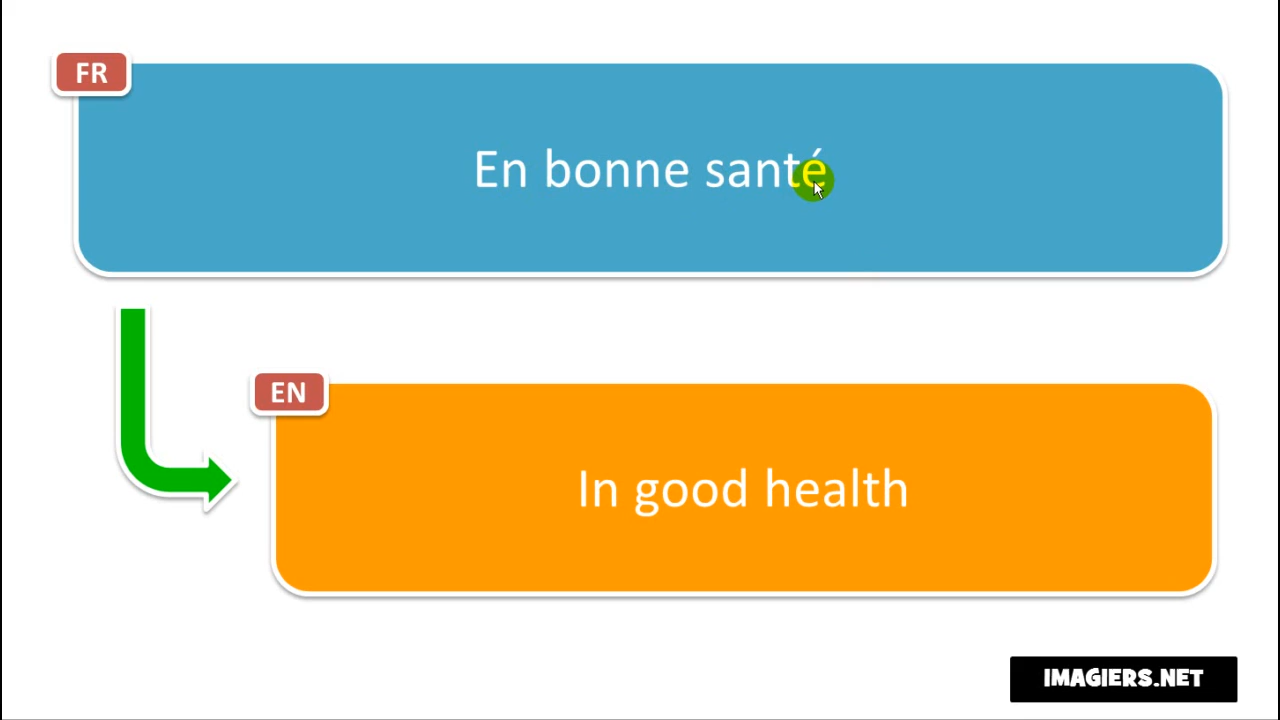 FR
En bonne santé
EN
In good health
IMAGIERS.NET